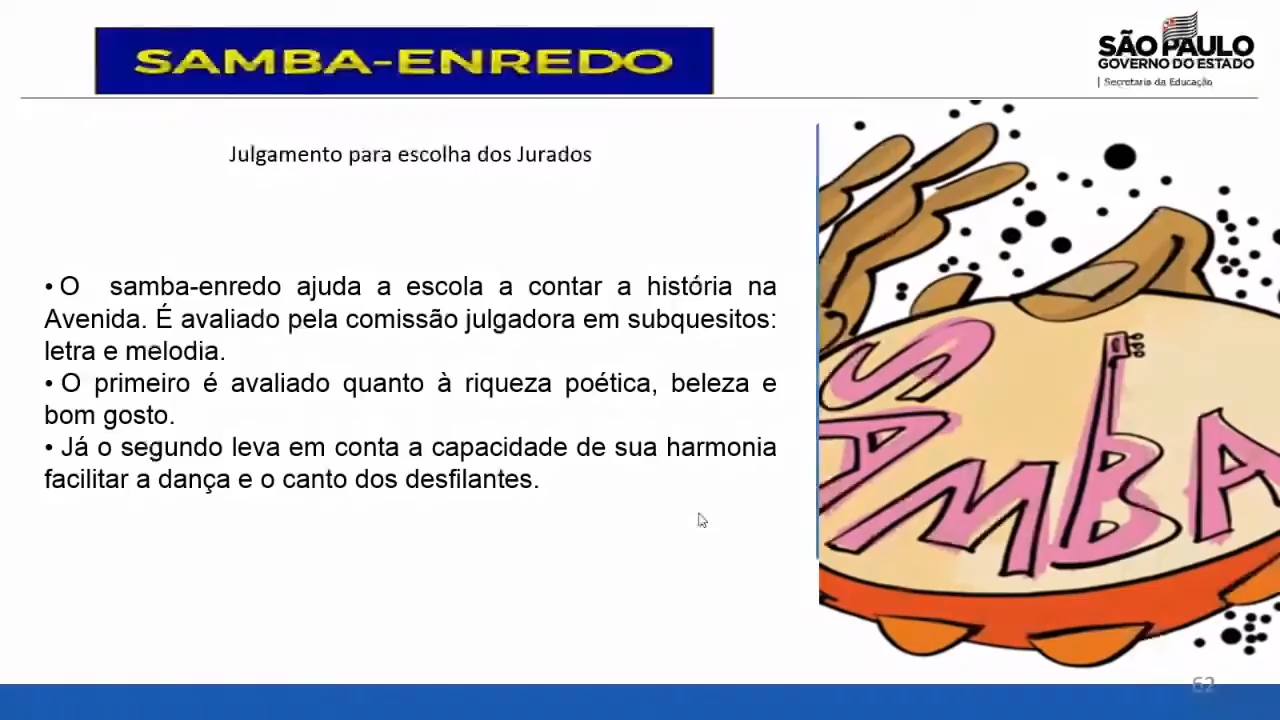 SAMBA-ENREDO
SÃO PAULO
GOVERNO DO ESTADO
Secretaria da Educação
Julgamento para escolha dos Jurados
• O samba-enredo ajuda a escola a contar a história na
Avenida. É avaliado pela comissão julgadora em subquesitos:
letra e melodia.
• O primeiro é avaliado quanto à riqueza poética, beleza e
bom gosto.
• Já o segundo leva em conta a capacidade de sua harmonia
facilitar a dança e o canto dos desfilantes.
SAMBA
62